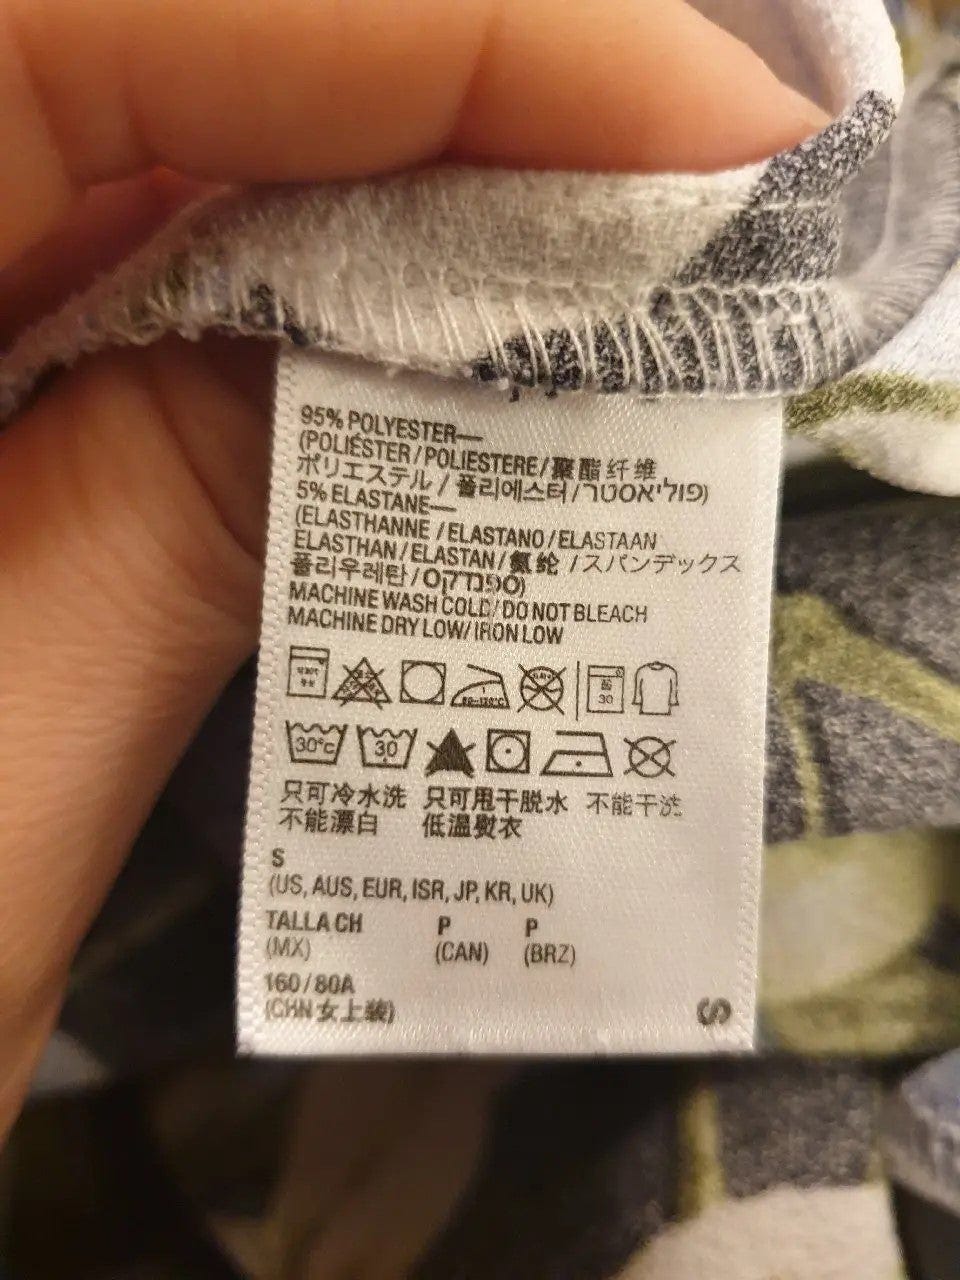 95% POLYESTER—
(POLIÉSTER/POLIESTERE/聚酯纤维
ポリエステル/폴리에스터/פוליאסטר)
5% ELASTANE—
(ELASTHANNE/ELASTANO/ELASTAAN
ELASTHAN/ELASTAN/氨纶/スパンデックス
폴리우레탄/ספנדקס)
MACHINE WASH COLD/DO NOT BLEACH
MACHINE DRY LOW/IRON LOW
80~120°C 30
30°C 30
只可冷水洗 只可甩干脱水 不能干洗
不能漂白 低溫熨衣
S
(US, AUS, EUR, ISR, JP, KR, UK)
TALLA CH P P
(MX) (CAN) (BRZ)
160/80A
(CHN 女上装)
S